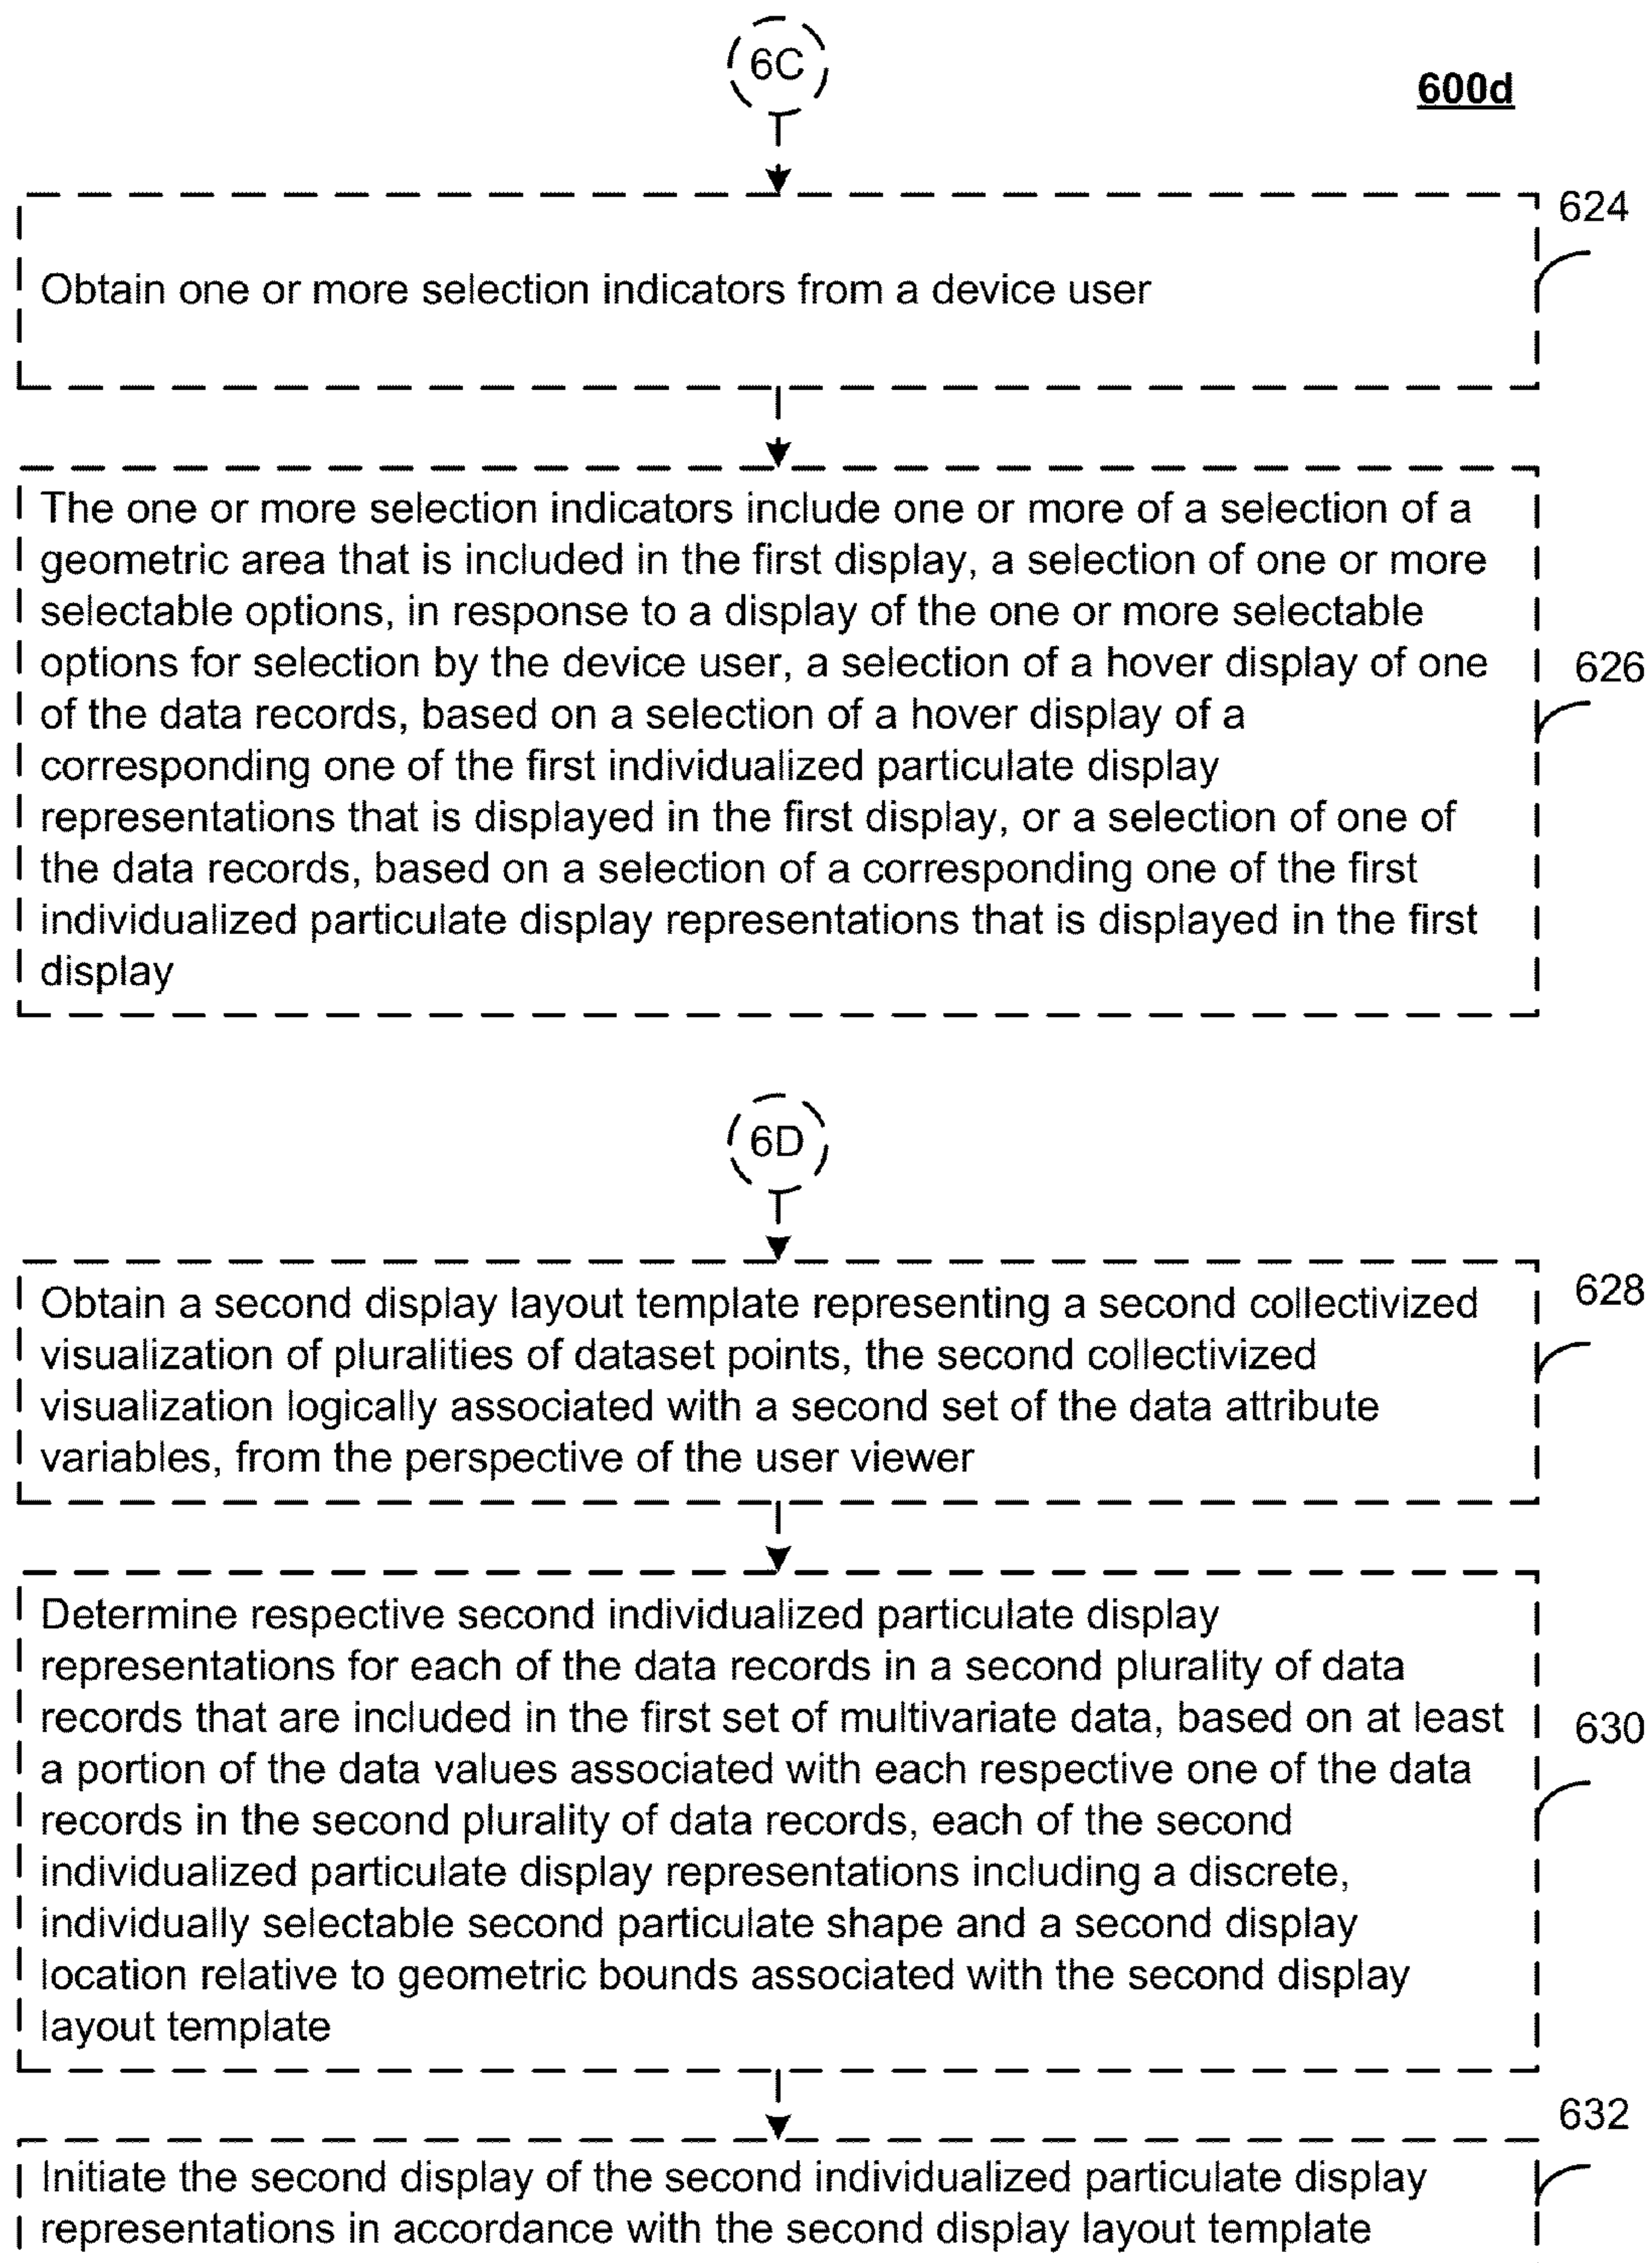 6C
600d
624
Obtain one or more selection indicators from a device user
The one or more selection indicators include one or more of a selection of a
geometric area that is included in the first display, a selection of one or more
selectable options, in response to a display of the one or more selectable
options for selection by the device user, a selection of a hover display of one
of the data records, based on a selection of a hover display of a
corresponding one of the first individualized particulate display
representations that is displayed in the first display, or a selection of one of
the data records, based on a selection of a corresponding one of the first
individualized particulate display representations that is displayed in the first
display
626
6D
628
Obtain a second display layout template representing a second collectivized
visualization of pluralities of dataset points, the second collectivized
visualization logically associated with a second set of the data attribute
variables, from the perspective of the user viewer
Determine respective second individualized particulate display
representations for each of the data records in a second plurality of data
records that are included in the first set of multivariate data, based on at least
a portion of the data values associated with each respective one of the data
records in the second plurality of data records, each of the second
individualized particulate display representations including a discrete,
individually selectable second particulate shape and a second display
location relative to geometric bounds associated with the second display
layout template
630
632
Initiate the second display of the second individualized particulate display
representations in accordance with the second display layout template